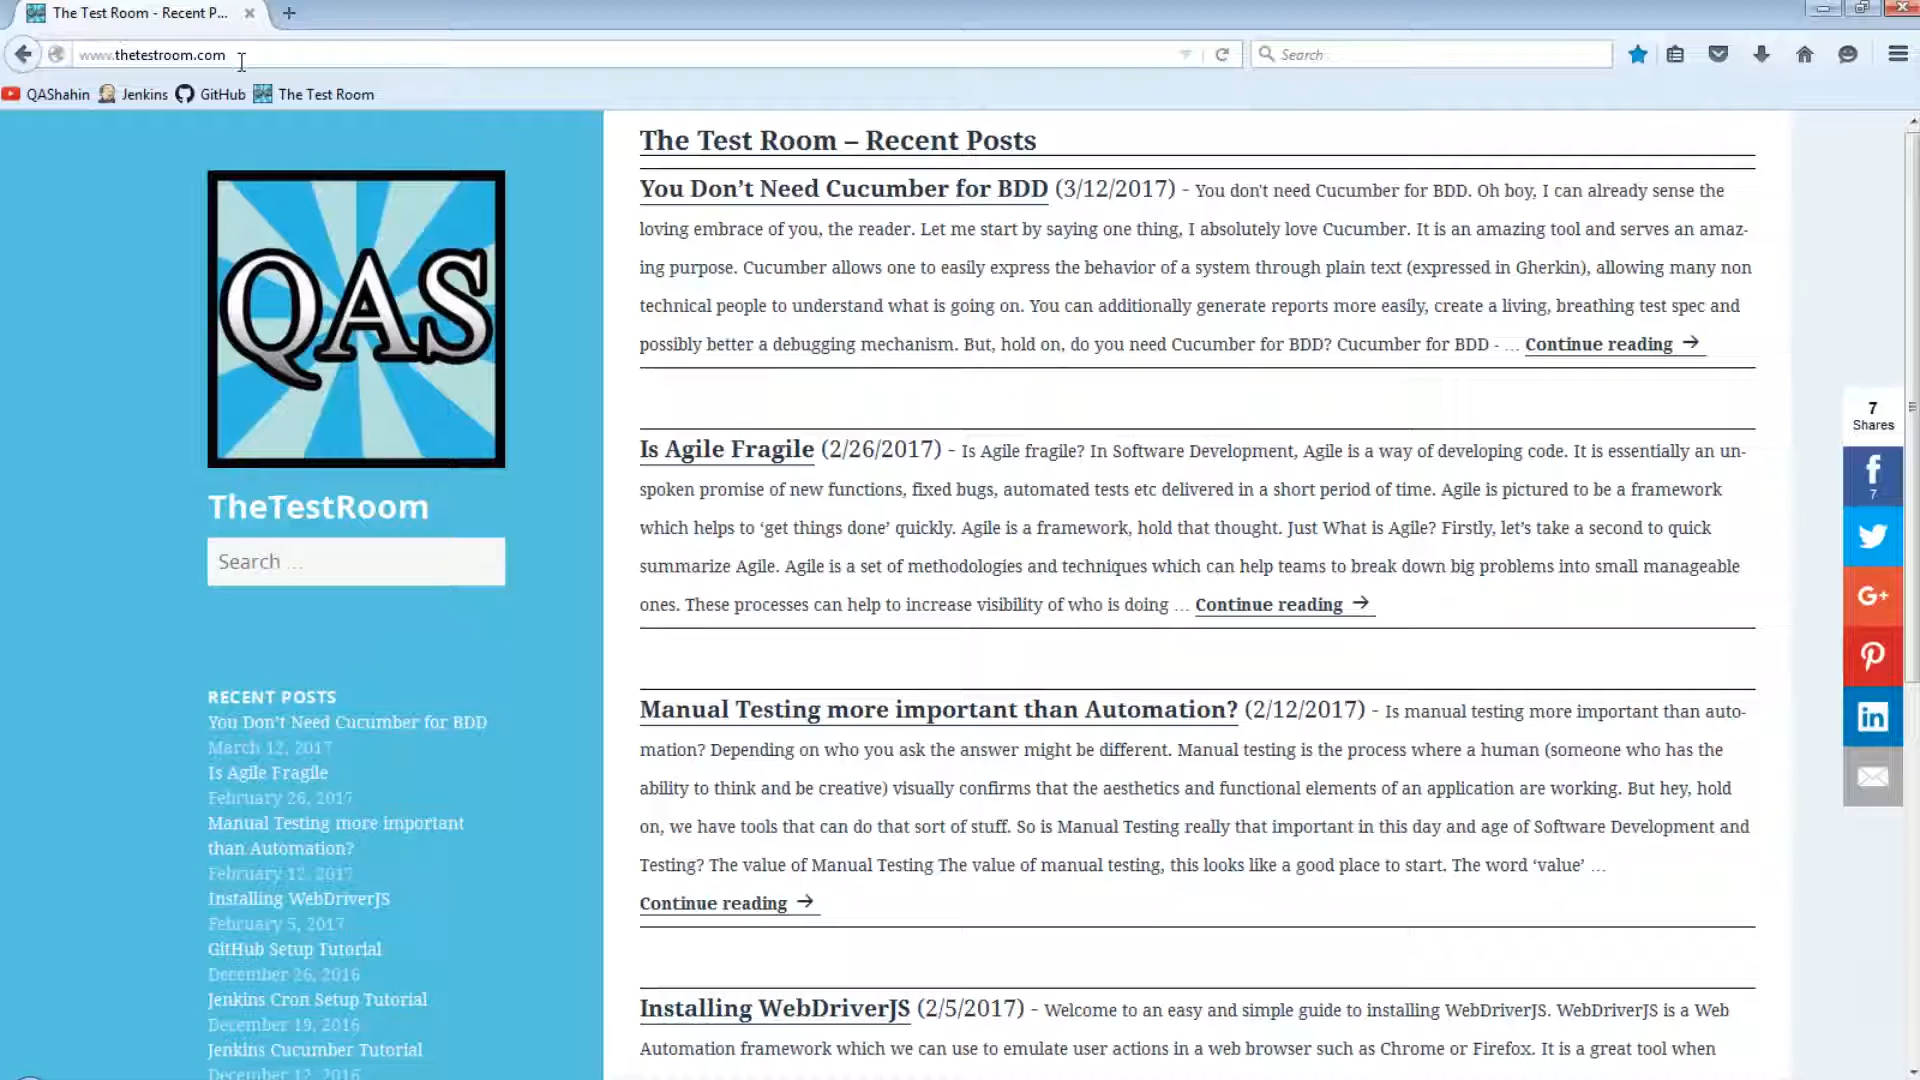 The Test Room - Recent P...
www.thetestroom.com
Search
QAShahin
Jenkins
GitHub
The Test Room
QAS
TheTestRoom
Search ...
RECENT POSTS
You Don't Need Cucumber for BDD
March 12, 2017
Is Agile Fragile
February 26, 2017
Manual Testing more important
than Automation?
February 12, 2017
Installing WebDriverJS
February 5, 2017
GitHub Setup Tutorial
December 26, 2016
Jenkins Cron Setup Tutorial
December 19, 2016
Jenkins Cucumber Tutorial
December 12, 2016
The Test Room – Recent Posts
You Don't Need Cucumber for BDD (3/12/2017) - You don't need Cucumber for BDD. Oh boy, I can already sense the
loving embrace of you, the reader. Let me start by saying one thing, I absolutely love Cucumber. It is an amazing tool and serves an amaz-
ing purpose. Cucumber allows one to easily express the behavior of a system through plain text (expressed in Gherkin), allowing many non
technical people to understand what is going on. You can additionally generate reports more easily, create a living, breathing test spec and
possibly better a debugging mechanism. But, hold on, do you need Cucumber for BDD? Cucumber for BDD - ... Continue reading →
Is Agile Fragile (2/26/2017) - Is Agile fragile? In Software Development, Agile is a way of developing code. It is essentially an un-
spoken promise of new functions, fixed bugs, automated tests etc delivered in a short period of time. Agile is pictured to be a framework
which helps to 'get things done' quickly. Agile is a framework, hold that thought. Just What is Agile? Firstly, let's take a second to quick
summarize Agile. Agile is a set of methodologies and techniques which can help teams to break down big problems into small manageable
ones. These processes can help to increase visibility of who is doing ... Continue reading →
Manual Testing more important than Automation? (2/12/2017) - Is manual testing more important than auto-
mation? Depending on who you ask the answer might be different. Manual testing is the process where a human (someone who has the
ability to think and be creative) visually confirms that the aesthetics and functional elements of an application are working. But hey, hold
on, we have tools that can do that sort of stuff. So is Manual Testing really that important in this day and age of Software Development and
Testing? The value of Manual Testing The value of manual testing, this looks like a good place to start. The word 'value' ...
Continue reading →
Installing WebDriverJS (2/5/2017) - Welcome to an easy and simple guide to installing WebDriverJS. WebDriverJS is a Web
Automation framework which we can use to emulate user actions in a web browser such as Chrome or Firefox. It is a great tool when
7
Shares
f
7
G+
in